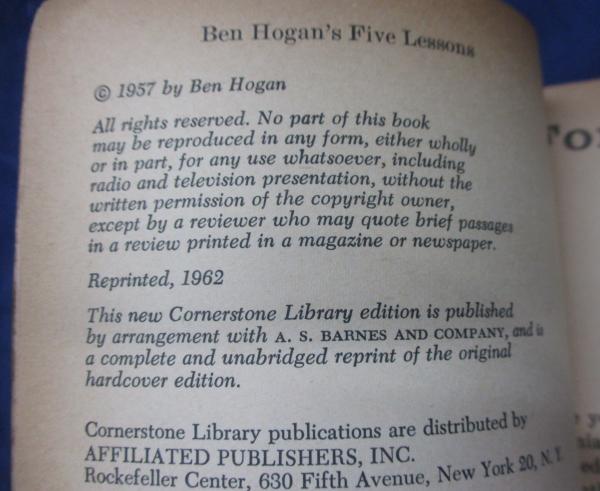 Ben Hogan's Five Lessons
© 1957 by Ben Hogan
All rights reserved. No part of this book
may be reproduced in any form, either wholly
or in part, for any use whatsoever, including
radio and television presentation, without the
written permission of the copyright owner,
except by a reviewer who may quote brief passages
in a review printed in a magazine or newspaper.
Reprinted, 1962
This new Cornerstone Library edition is published
by arrangement with A. S. BARNES AND COMPANY, and is
a complete and unabridged reprint of the original
hardcover edition.
Cornerstone Library publications are distributed by
AFFILIATED PUBLISHERS, INC.
Rockefeller Center, 630 Fifth Avenue, New York 20, N. Y.